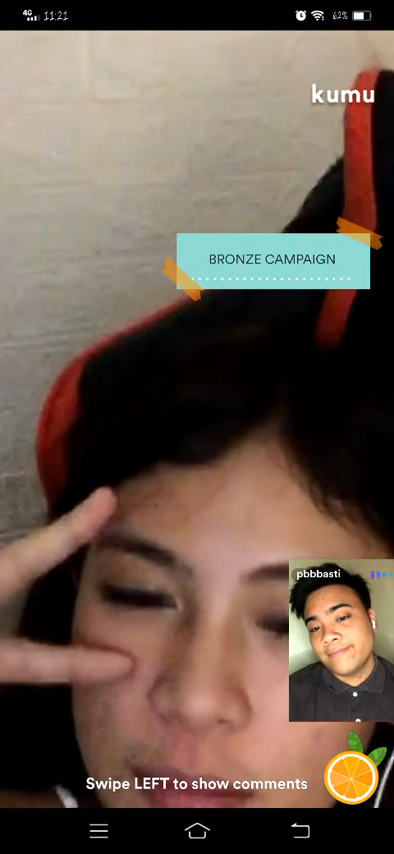 4G 11:21 62%
kumu
BRONZE CAMPAIGN
pbbbasti
Swipe LEFT to show comments